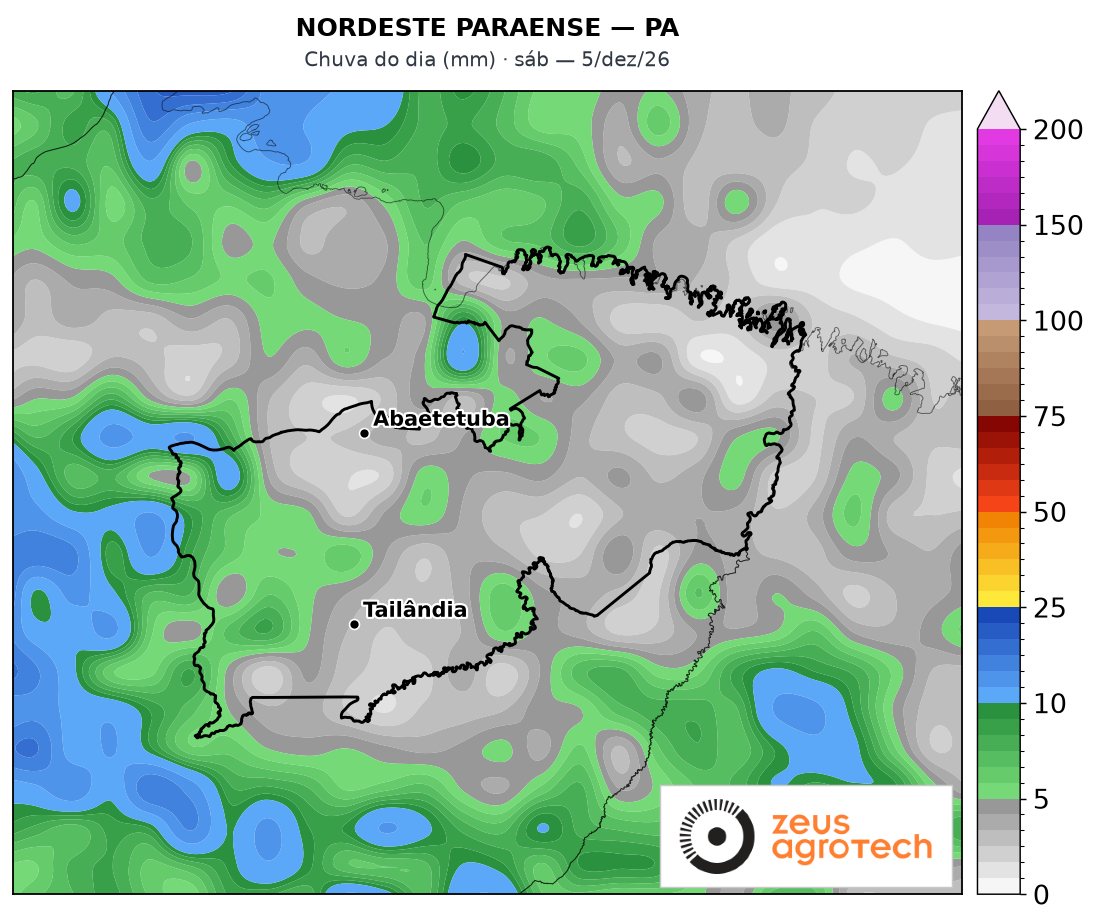 NORDESTE PARAENSE — PA
Chuva do dia (mm) · sáb — 5/dez/26
200
150
100
75
50
25
10
5
0
Abaetetuba
Tailândia
zeus
agroTech